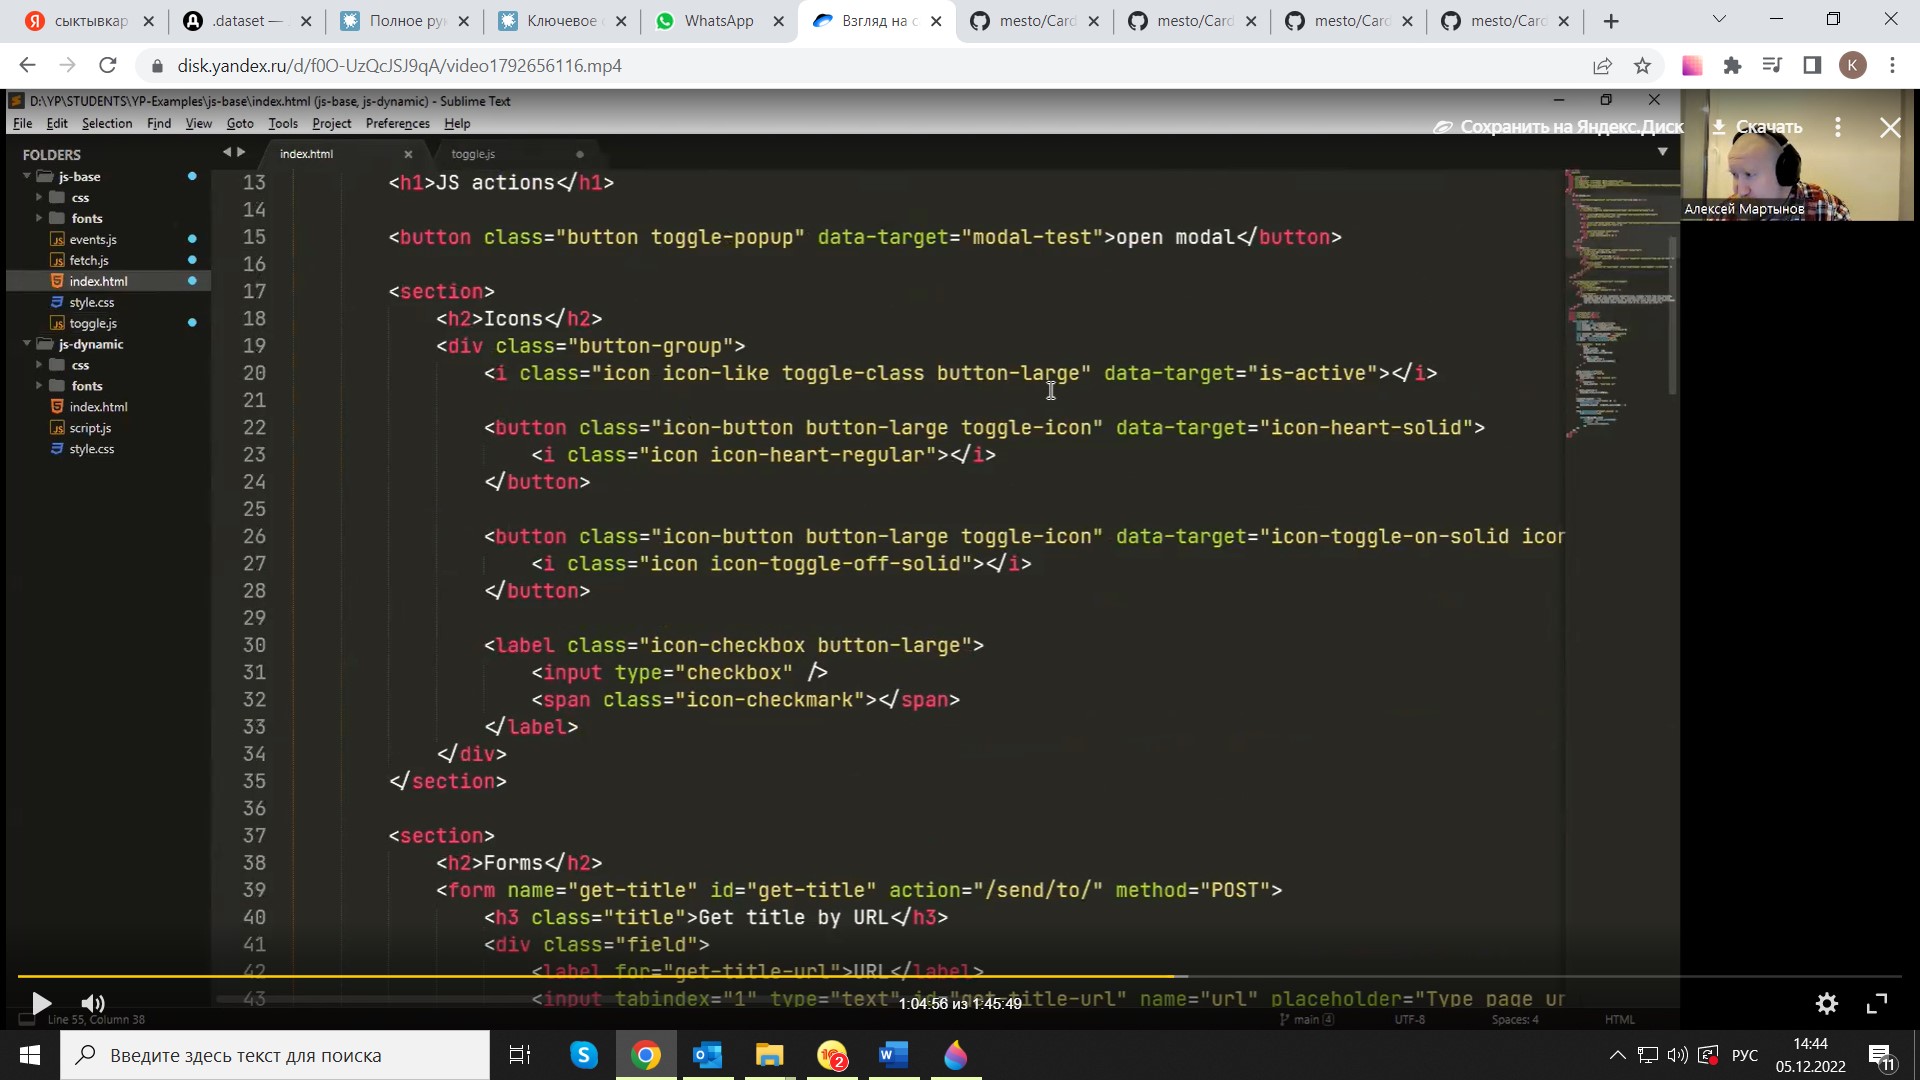 сыктывкар
.dataset —
Полное ру
Ключевое
WhatsApp
Взгляд на с
mesto/Card
mesto/Card
mesto/Card
mesto/Card
disk.yandex.ru/d/f0O-UzQcJSJ9qA/video1792656116.mp4
K
D:\YP\STUDENTS\YP-Examples\js-base\index.html (js-base, js-dynamic) - Sublime Text
File Edit Selection Find View Goto Tools Project Preferences Help
Сохранить на Яндекс.Диск
Скачать
Алексей Мартынов
FOLDERS
js-base
css
fonts
events.js
fetch.js
index.html
style.css
toggle.js
js-dynamic
css
fonts
index.html
script.js
style.css
index.html
toggle.js
13 <h1>JS actions</h1>
14
15 <button class="button toggle-popup" data-target="modal-test">open modal</button>
16
17 <section>
18 <h2>Icons</h2>
19 <div class="button-group">
20 <i class="icon icon-like toggle-class button-large" data-target="is-active"></i>
21
22 <button class="icon-button button-large toggle-icon" data-target="icon-heart-solid">
23 <i class="icon icon-heart-regular"></i>
24 </button>
25
26 <button class="icon-button button-large toggle-icon" data-target="icon-toggle-on-solid icon
27 <i class="icon icon-toggle-off-solid"></i>
28 </button>
29
30 <label class="icon-checkbox button-large">
31 <input type="checkbox" />
32 <span class="icon-checkmark"></span>
33 </label>
34 </div>
35 </section>
36
37 <section>
38 <h2>Forms</h2>
39 <form name="get-title" id="get-title" action="/send/to/" method="POST">
40 <h3 class="title">Get title by URL</h3>
41 <div class="field">
42 <label for="get-title-url">URL</label>
43 <input tabindex="1" type="text" id="get-title-url" name="url" placeholder="Type page ur
1:04:56 из 1:45:49
Line 55, Column 38
main 4
UTF-8
Spaces: 4
HTML
Введите здесь текст для поиска
2
РУС
14:44
05.12.2022
11